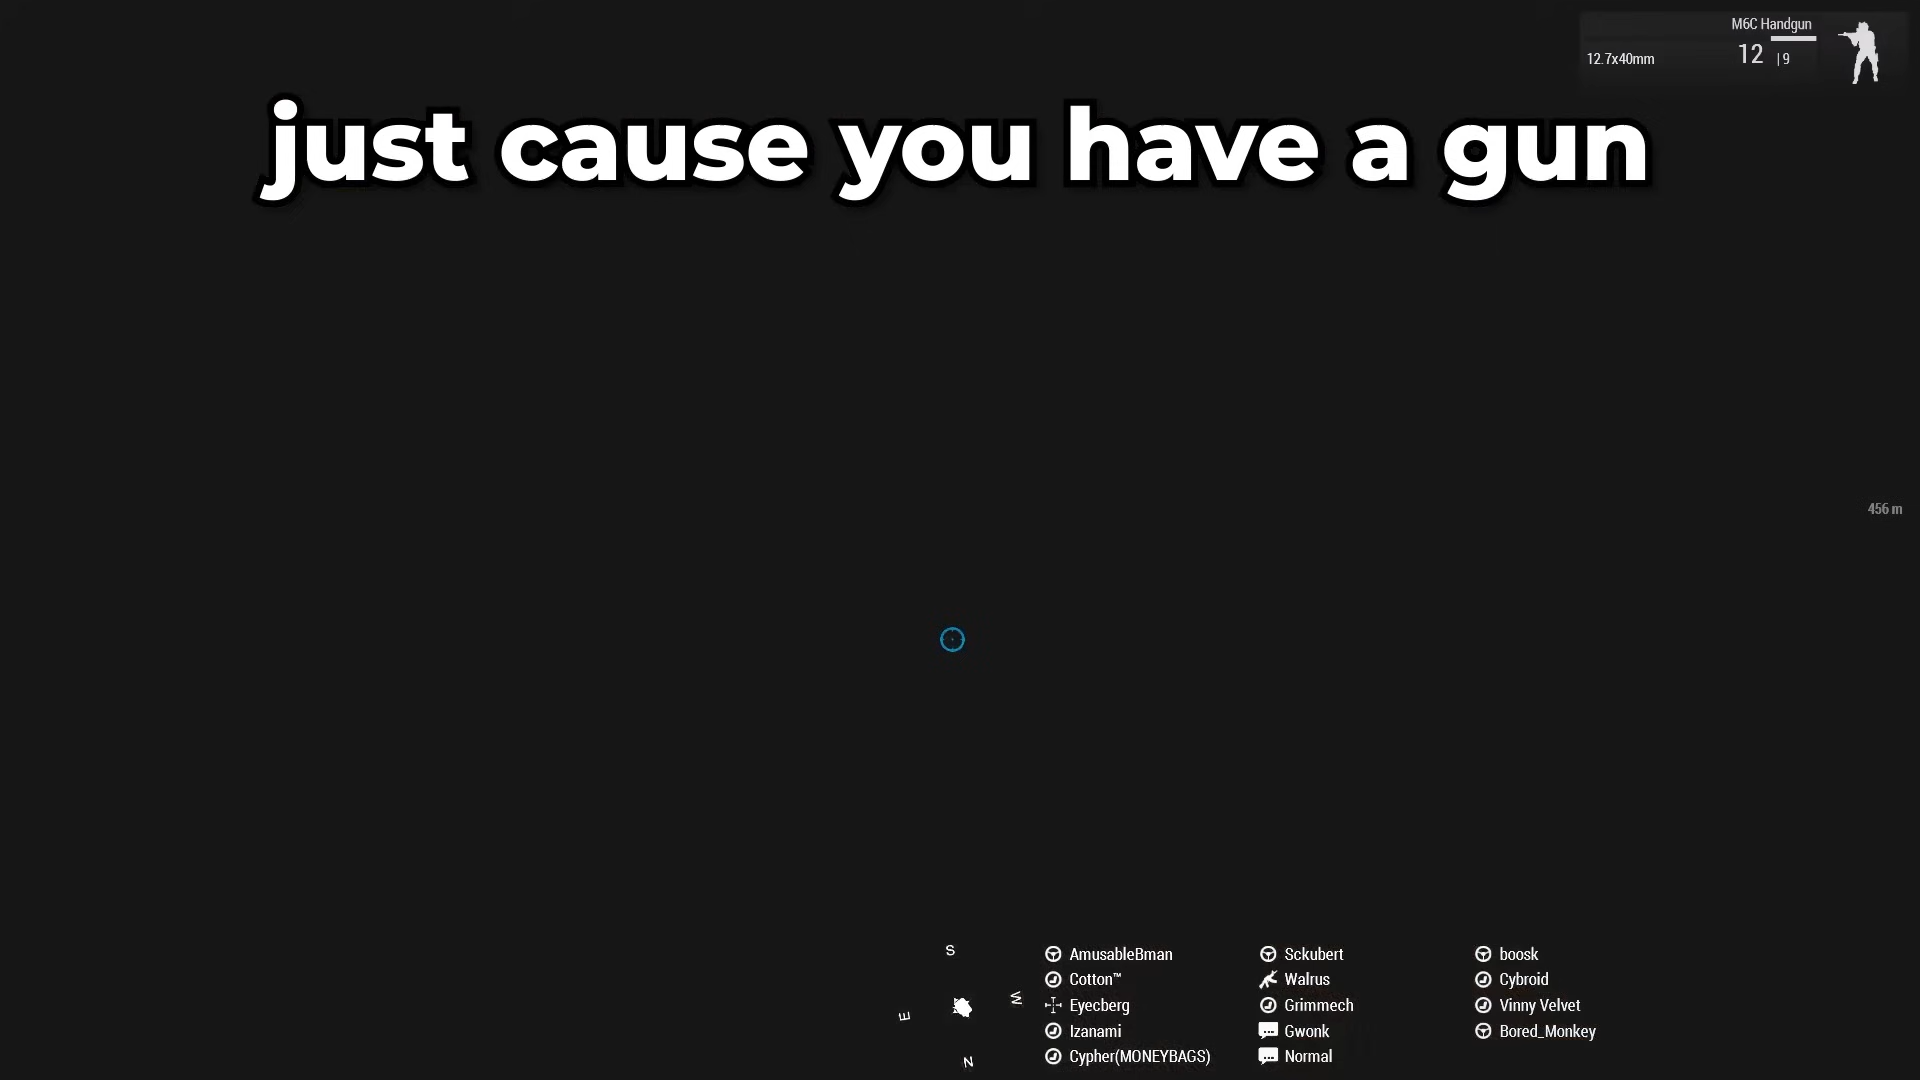 M6C Handgun
12.7x40mm 12 | 9
just cause you have a gun
456 m
S
E
W
N
AmusableBman
Cotton™
Eyecberg
Izanami
Cypher(MONEYBAGS)
Sckubert
Walrus
Grimmech
Gwonk
Normal
boosk
Cybroid
Vinny Velvet
Bored_Monkey